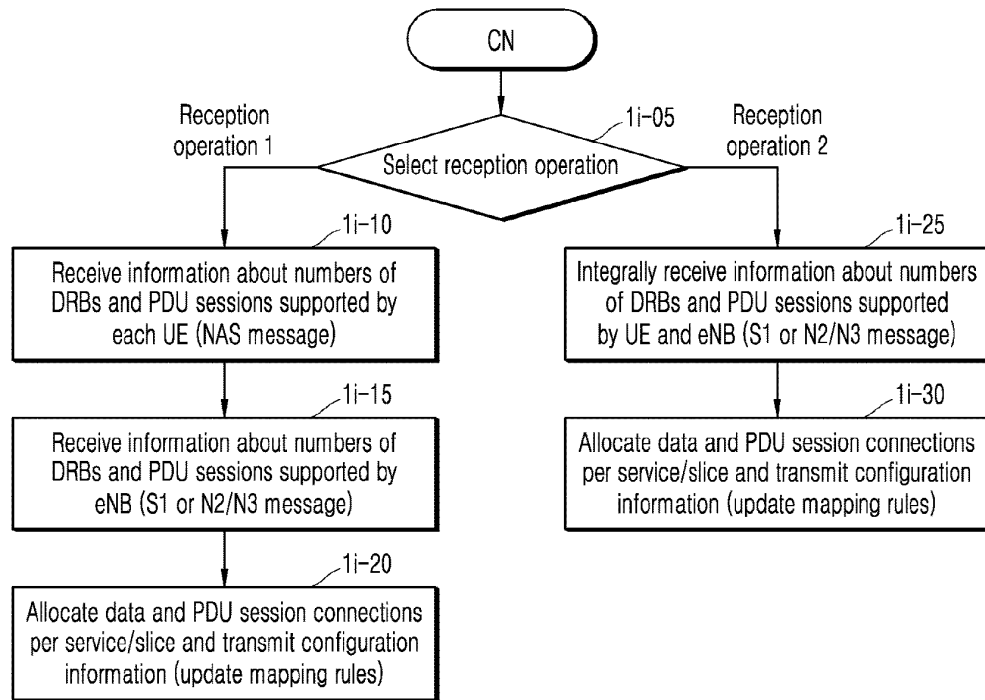 CN
Reception
operation 1
1i-05
Reception
operation 2
Select reception operation
1i-10
Receive information about numbers of
DRBs and PDU sessions supported by
each UE (NAS message)
1i-15
Receive information about numbers of
DRBs and PDU sessions supported by
eNB (S1 or N2/N3 message)
1i-20
Allocate data and PDU session connections
per service/slice and transmit configuration
information (update mapping rules)
1i-25
Integrally receive information about numbers
of DRBs and PDU sessions supported
by UE and eNB (S1 or N2/N3 message)
1i-30
Allocate data and PDU session connections
per service/slice and transmit configuration
information (update mapping rules)